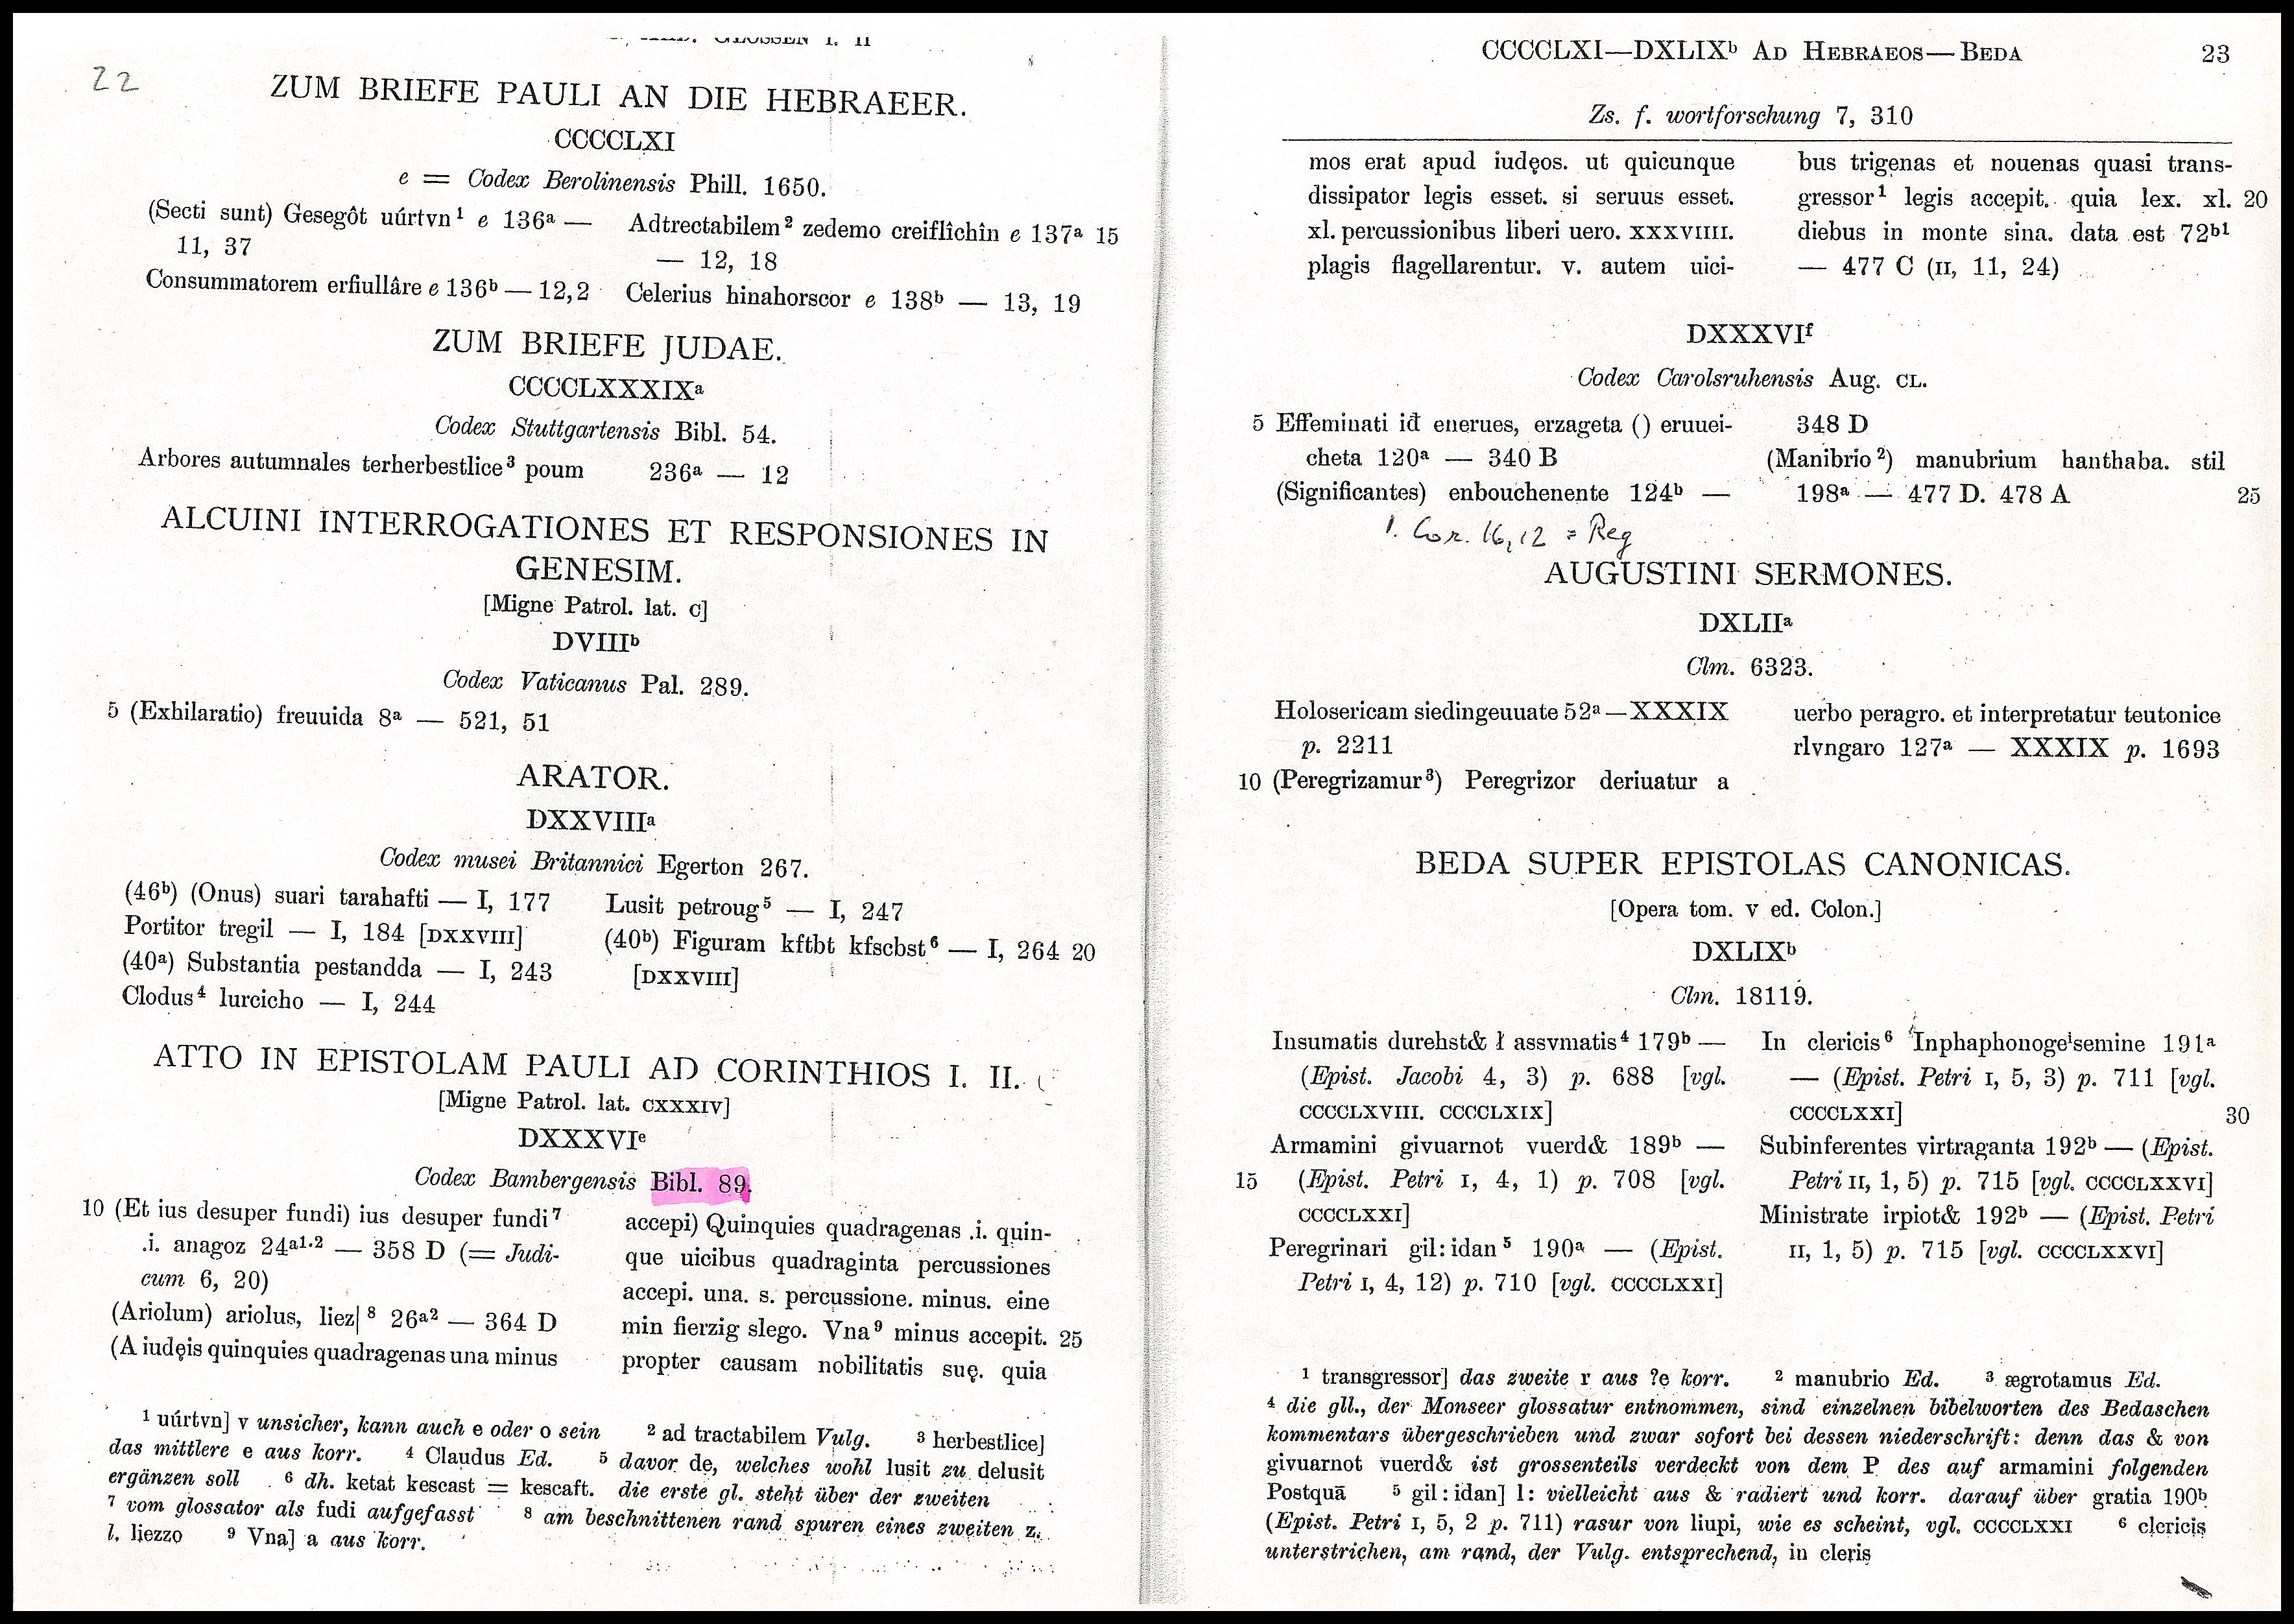 GLOSSEN I. II
22
ZUM BRIEFE PAULI AN DIE HEBRAEER.
CCCCLXI
e = Codex Berolinensis Phill. 1650.
(Secti sunt) Gesegôt uúrtvn¹ e 136ᵃ —
11, 37
Consummatorem erfiullâre e 136ᵇ — 12,2
Adtrectabilem² zedemo creiflîchîn e 137ᵃ 15
— 12, 18
Celerius hinahorscor e 138ᵇ — 13, 19
ZUM BRIEFE JUDAE.
CCCCLXXXIXᵃ
Codex Stuttgartensis Bibl. 54.
Arbores autumnales terherbestlice³ poum
236ᵃ — 12
ALCUINI INTERROGATIONES ET RESPONSIONES IN
GENESIM.
[Migne Patrol. lat. C]
DVIIIᵇ
Codex Vaticanus Pal. 289.
5 (Exhilaratio) freuuida 8ᵃ — 521, 51
ARATOR.
DXXVIIIᵃ
Codex musei Britannici Egerton 267.
(46ᵇ) (Onus) suari tarahafti — I, 177
Portitor tregil — I, 184 [DXXVIII]
(40ᵃ) Substantia pestandda — I, 243
Clodus⁴ lurcicho — I, 244
Lusit petroug⁵ — I, 247
(40ᵇ) Figuram kftbt kfscbst⁶ — I, 264 20
[DXXVIII]
ATTO IN EPISTOLAM PAULI AD CORINTHIOS I. II.
[Migne Patrol. lat. CXXXIV]
DXXXVIᵉ
Codex Bambergensis Bibl. 89.
10 (Et ius desuper fundi) ius desuper fundi⁷
.i. anagoz 24ᵃ¹·² — 358 D (= Judi-
cum 6, 20)
(Ariolum) ariolus, liez|⁸ 26ᵃ² — 364 D
(A iudęis quinquies quadragenas una minus
accepi) Quinquies quadragenas .i. quin-
que uicibus quadraginta percussiones
accepi. una. s. percussione. minus. eine
min fierzig slego. Vna⁹ minus accepit. 25
propter causam nobilitatis suę. quia
¹ uúrtvn] v unsicher, kann auch e oder o sein ² ad tractabilem Vulg. ³ herbestlice]
das mittlere e aus korr. ⁴ Claudus Ed. ⁵ davor de, welches wohl lusit zu delusit
ergänzen soll ⁶ dh. ketat kescast = kescaft. die erste gl. steht über der zweiten
⁷ vom glossator als fudi aufgefasst ⁸ am beschnittenen rand spuren eines zweiten z.
l. liezzo ⁹ Vna] a aus korr.
CCCCLXI—DXLIXᵇ AD HEBRAEOS—BEDA 23
Zs. f. wortforschung 7, 310
mos erat apud iudęos. ut quicunque
dissipator legis esset. si seruus esset.
xl. percussionibus liberi uero. XXXVIIII.
plagis flagellarentur. v. autem uici-
bus trigenas et nouenas quasi trans-
gressor¹ legis accepit. quia lex. xl. 20
diebus in monte sina. data est 72ᵇ¹
— 477 C (II, 11, 24)
DXXXVIᶠ
Codex Carolsruhensis Aug. CL.
5 Effeminati id̄ enerues, erzageta () eruuei-
cheta 120ᵃ — 340 B
(Significantes) enbouchenente 124ᵇ —
348 D
(Manibrio²) manubrium hanthaba. stil
198ᵃ — 477 D. 478 A 25
1. Cor. 16,12 = Reg
AUGUSTINI SERMONES.
DXLIIᵃ
Clm. 6323.
Holosericam siedingeuuate 52ᵃ — XXXIX
p. 2211
10 (Peregrizamur³) Peregrizor deriuatur a
uerbo peragro. et interpretatur teutonice
rlvngaro 127ᵃ — XXXIX p. 1693
BEDA SUPER EPISTOLAS CANONICAS.
[Opera tom. V ed. Colon.]
DXLIXᵇ
Clm. 18119.
Insumatis durehst& ł assvmatis⁴ 179ᵇ —
(Epist. Jacobi 4, 3) p. 688 [vgl.
CCCCLXVIII. CCCCLXIX]
Armamini givuarnot vuerd& 189ᵇ —
15 (Epist. Petri I, 4, 1) p. 708 [vgl.
CCCCLXXI]
Peregrinari gil:idan⁵ 190ᵃ — (Epist.
Petri I, 4, 12) p. 710 [vgl. CCCCLXXI]
In clericis⁶ Inphaphonogeⁱsemine 191ᵃ
— (Epist. Petri I, 5, 3) p. 711 [vgl.
CCCCLXXI] 30
Subinferentes virtraganta 192ᵇ — (Epist.
Petri II, 1, 5) p. 715 [vgl. CCCCLXXVI]
Ministrate irpiot& 192ᵇ — (Epist. Petri
II, 1, 5) p. 715 [vgl. CCCCLXXVI]
¹ transgressor] das zweite r aus ?e korr. ² manubrio Ed. ³ ægrotamus Ed.
⁴ die gll., der Monseer glossatur entnommen, sind einzelnen bibelworten des Bedaschen
kommentars übergeschrieben und zwar sofort bei dessen niederschrift: denn das & von
givuarnot vuerd& ist grossenteils verdeckt von dem P des auf armamini folgenden
Postquā ⁵ gil:idan] l: vielleicht aus & radiert und korr. darauf über gratia 190ᵇ
(Epist. Petri I, 5, 2 p. 711) rasur von liupi, wie es scheint, vgl. CCCCLXXI ⁶ clericis
unterstrichen, am rand, der Vulg. entsprechend, in cleris